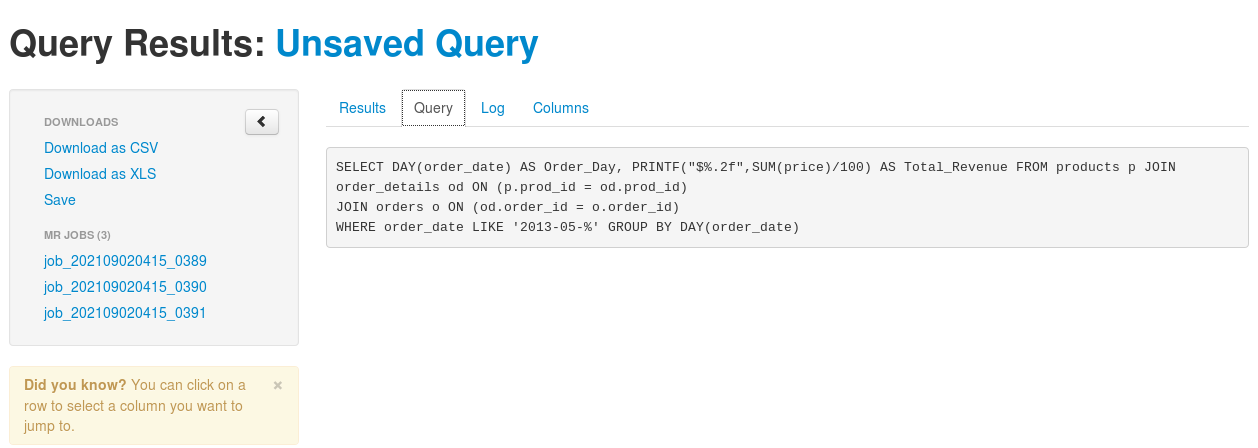 Query Results: Unsaved Query
DOWNLOADS
Download as CSV
Download as XLS
Save
MR JOBS (3)
job_202109020415_0389
job_202109020415_0390
job_202109020415_0391
Did you know? You can click on a
row to select a column you want to
jump to.
×
Results Query Log Columns
SELECT DAY(order_date) AS Order_Day, PRINTF("$%.2f",SUM(price)/100) AS Total_Revenue FROM products p JOIN
order_details od ON (p.prod_id = od.prod_id)
JOIN orders o ON (od.order_id = o.order_id)
WHERE order_date LIKE '2013-05-%' GROUP BY DAY(order_date)